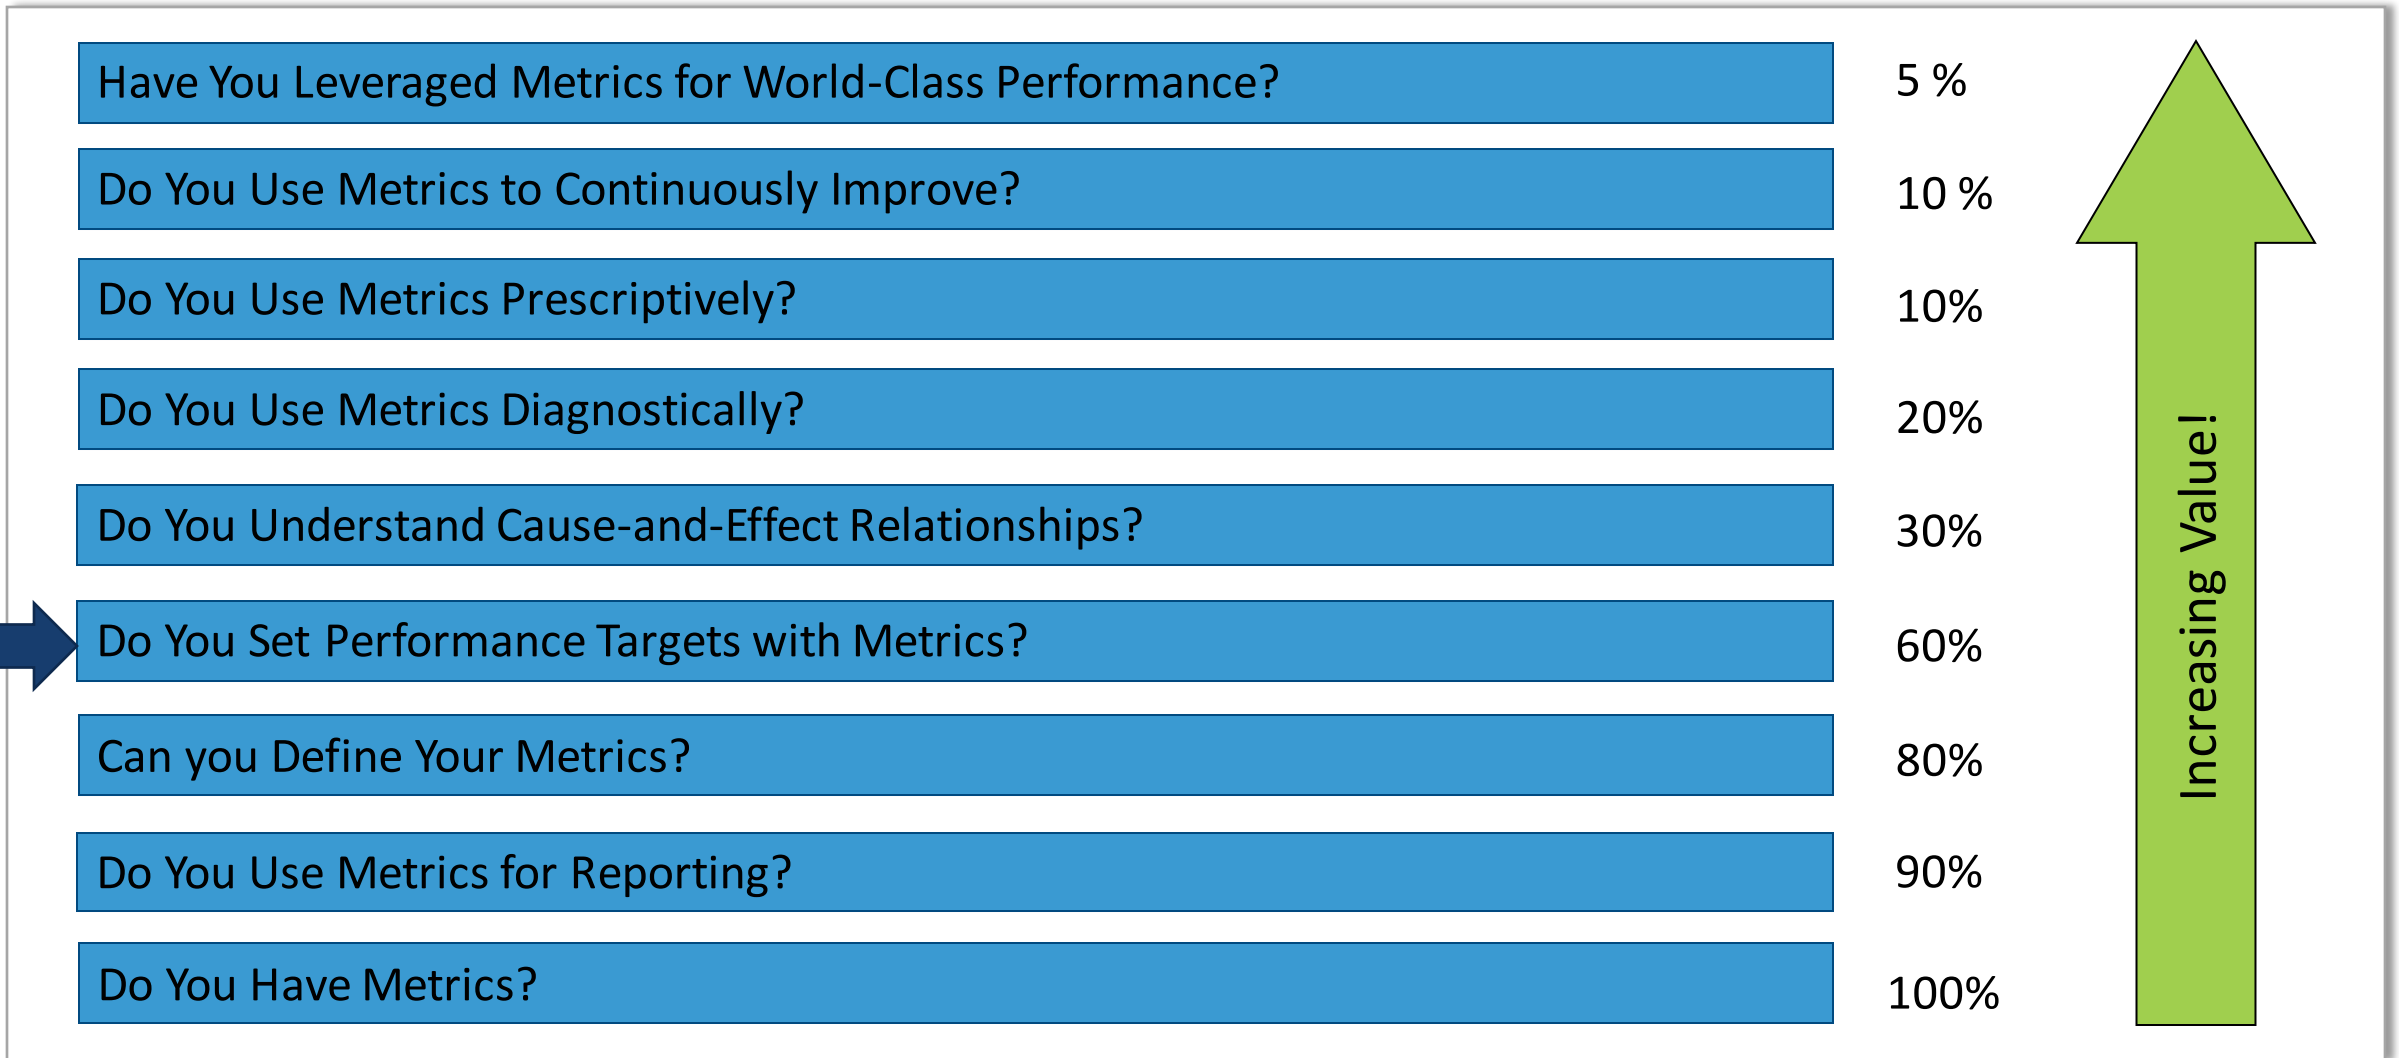 Have You Leveraged Metrics for World-Class Performance?
5 %
Do You Use Metrics to Continuously Improve?
10 %
Do You Use Metrics Prescriptively?
10%
Do You Use Metrics Diagnostically?
20%
Do You Understand Cause-and-Effect Relationships?
30%
Do You Set Performance Targets with Metrics?
60%
Can you Define Your Metrics?
80%
Do You Use Metrics for Reporting?
90%
Do You Have Metrics?
100%
Increasing Value!